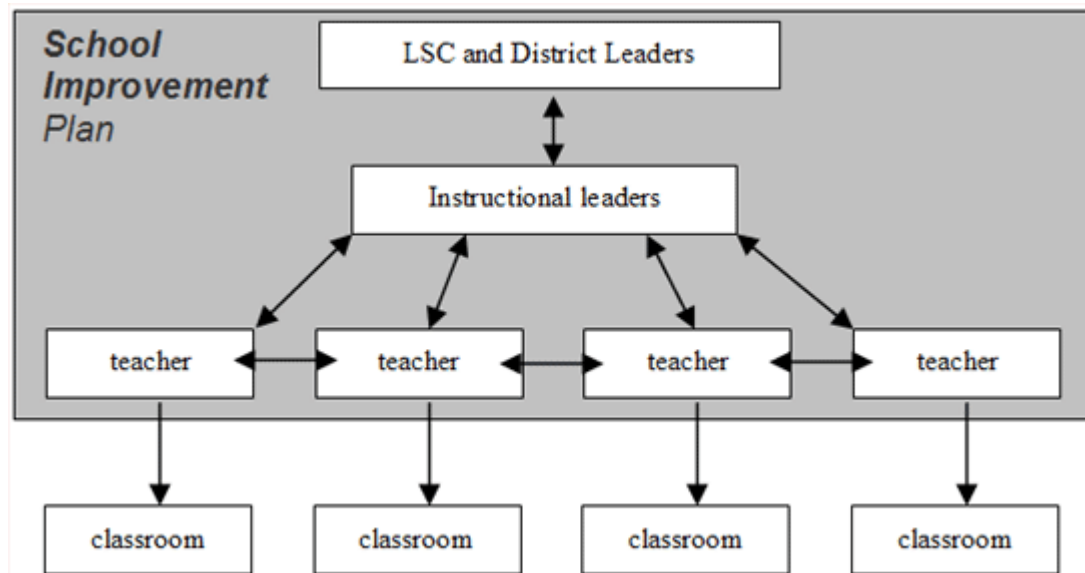 School
Improvement
Plan
LSC and District Leaders
Instructional leaders
teacher
teacher
teacher
teacher
classroom
classroom
classroom
classroom